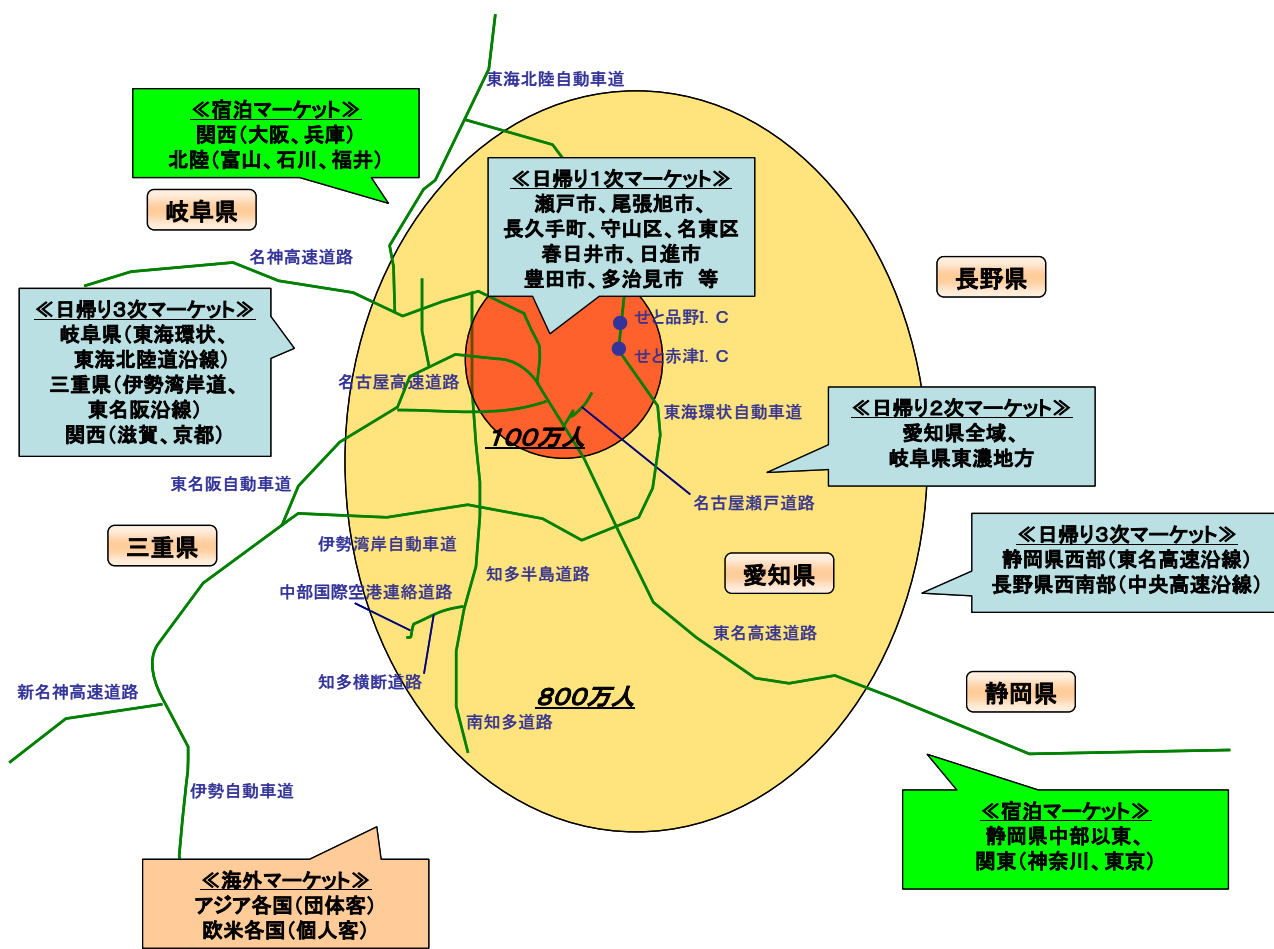 東海北陸自動車道
≪宿泊マーケット≫
関西(大阪、兵庫)
北陸(富山、石川、福井)
≪日帰り1次マーケット≫
瀬戸市、尾張旭市、
長久手町、守山区、名東区
春日井市、日進市
豊田市、多治見市 等
岐阜県
名神高速道路
長野県
≪日帰り3次マーケット≫
岐阜県(東海環状、
東海北陸道沿線)
三重県(伊勢湾岸道、
東名阪沿線)
関西(滋賀、京都)
せと品野I.C
せと赤津I.C
名古屋高速道路
東海環状自動車道
≪日帰り2次マーケット≫
愛知県全域、
岐阜県東濃地方
100万人
東名阪自動車道
名古屋瀬戸道路
三重県
伊勢湾岸自動車道
≪日帰り3次マーケット≫
静岡県西部(東名高速沿線)
長野県西南部(中央高速沿線)
知多半島道路
愛知県
中部国際空港連絡道路
東名高速道路
知多横断道路
新名神高速道路
800万人
静岡県
南知多道路
伊勢自動車道
≪宿泊マーケット≫
静岡県中部以東、
関東(神奈川、東京)
≪海外マーケット≫
アジア各国(団体客)
欧米各国(個人客)